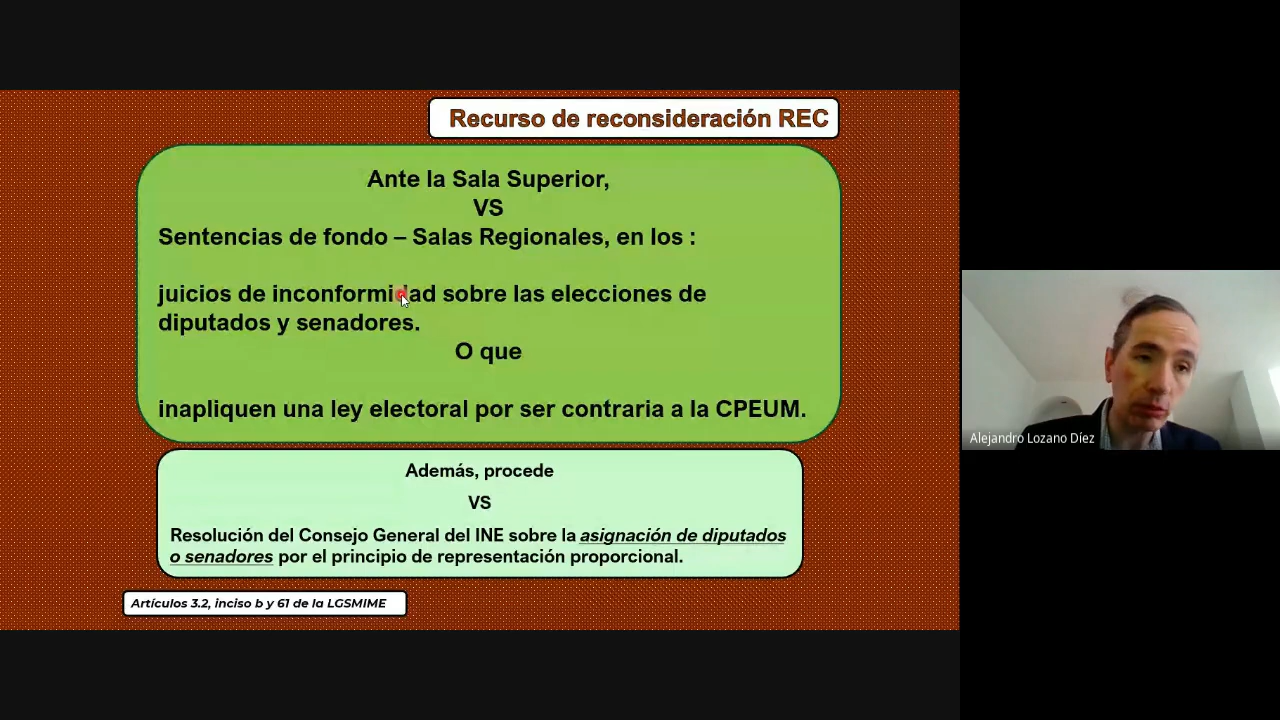 Recurso de reconsideración REC
Ante la Sala Superior,
VS
Sentencias de fondo – Salas Regionales, en los :
juicios de inconformidad sobre las elecciones de
diputados y senadores.
O que
inapliquen una ley electoral por ser contraria a la CPEUM.
Además, procede
VS
Resolución del Consejo General del INE sobre la asignación de diputados
o senadores por el principio de representación proporcional.
Artículos 3.2, inciso b y 61 de la LGSMIME
Alejandro Lozano Díez